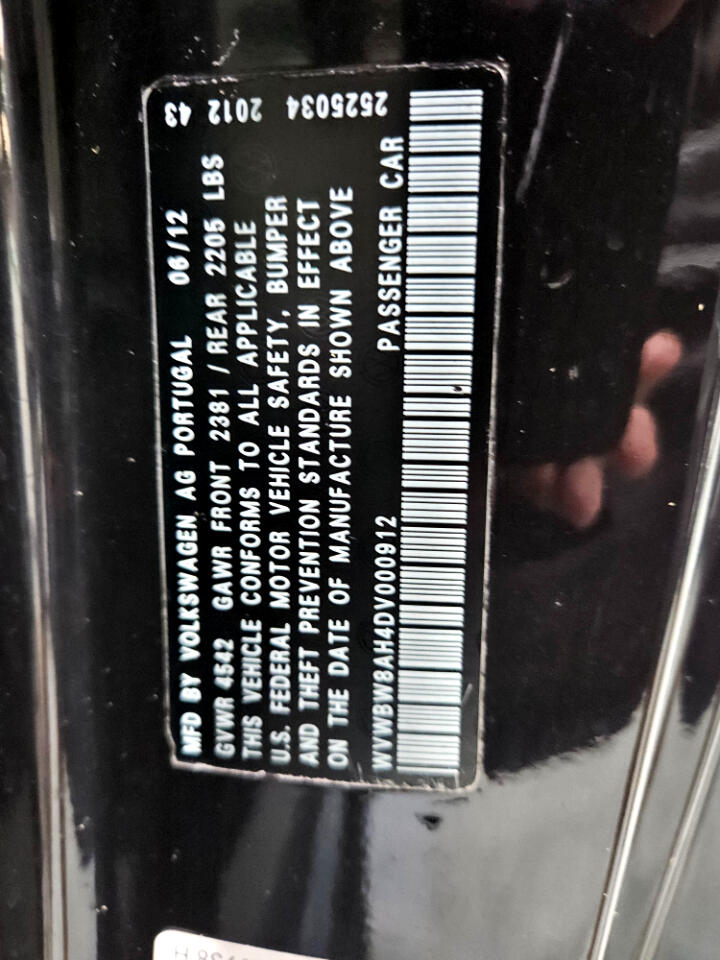 MFD BY VOLKSWAGEN AG PORTUGAL 06/12
GVWR 4542 GAWR FRONT 2381 / REAR 2205 LBS
THIS VEHICLE CONFORMS TO ALL APPLICABLE
U.S. FEDERAL MOTOR VEHICLE SAFETY, BUMPER
AND THEFT PREVENTION STANDARDS IN EFFECT
ON THE DATE OF MANUFACTURE SHOWN ABOVE
WVWBW8AH4DV000912 PASSENGER CAR
2525034 2012 43